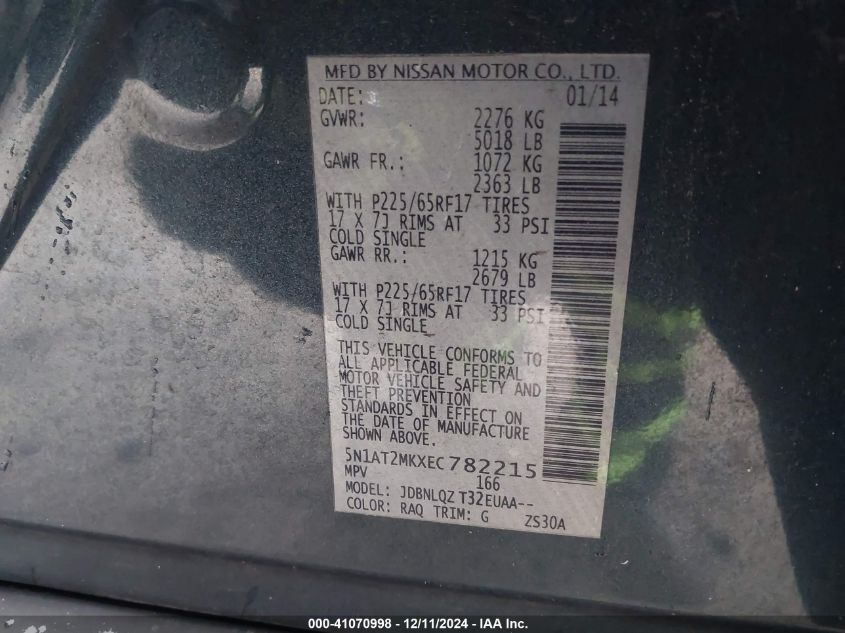 MFD BY NISSAN MOTOR CO., LTD.
DATE: 01/14
GVWR: 2276 KG
5018 LB
GAWR FR.: 1072 KG
2363 LB
WITH P225/65RF17 TIRES
17 X 7J RIMS AT 33 PSI
COLD SINGLE
GAWR RR.: 1215 KG
2679 LB
WITH P225/65RF17 TIRES
17 X 7J RIMS AT 33 PSI
COLD SINGLE
THIS VEHICLE CONFORMS TO
ALL APPLICABLE FEDERAL
MOTOR VEHICLE SAFETY AND
THEFT PREVENTION
STANDARDS IN EFFECT ON
THE DATE OF MANUFACTURE
SHOWN ABOVE.
5N1AT2MKXEC782215
MPV 166
MODEL: JDBNLQZ T32EUAA--
COLOR: RAQ TRIM: G ZS30A
000-41070998 - 12/11/2024 - IAA Inc.